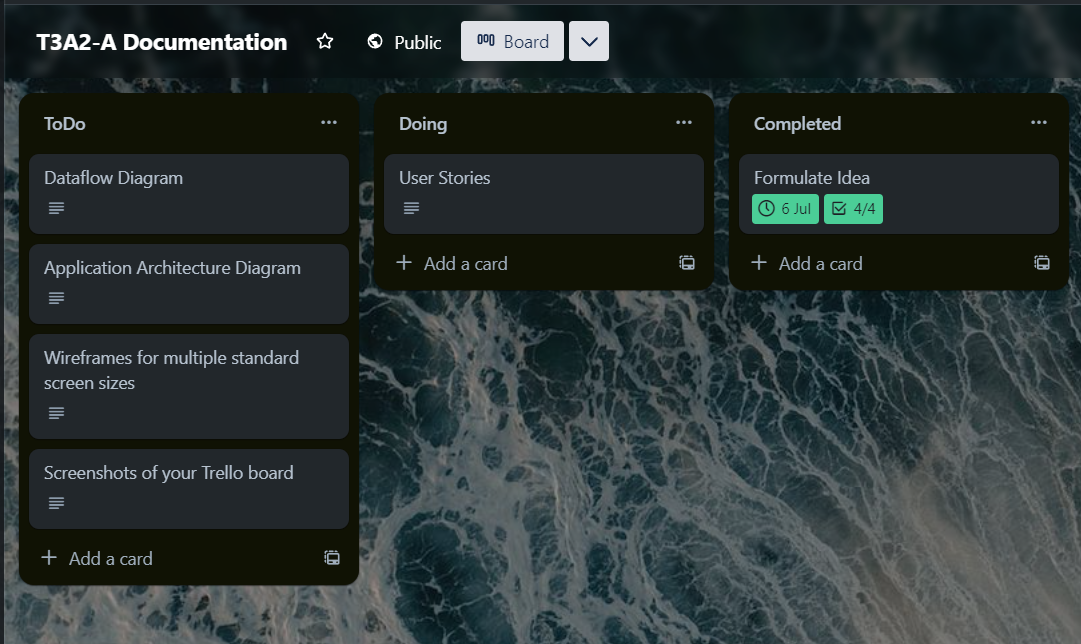 T3A2-A Documentation
Public
Board
ToDo
Dataflow Diagram
Application Architecture Diagram
Wireframes for multiple standard
screen sizes
Screenshots of your Trello board
Add a card
Doing
User Stories
Add a card
Completed
Formulate Idea
6 Jul
4/4
Add a card